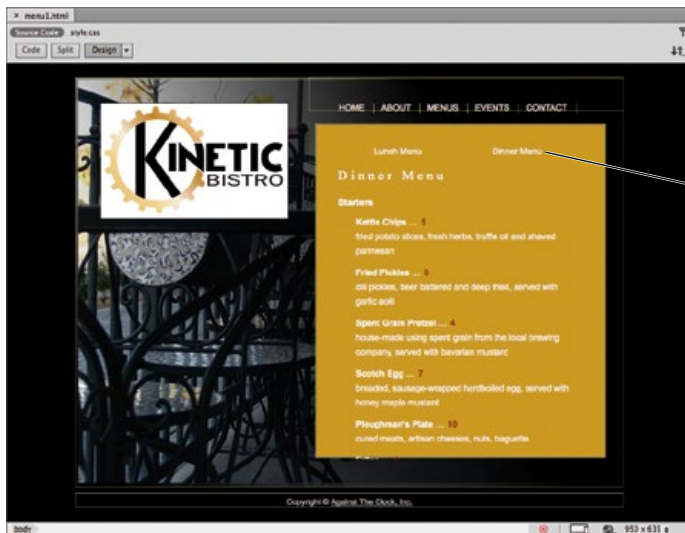 × menu1.html
Source Code style.css
Code Split Design
HOME | ABOUT | MENUS | EVENTS | CONTACT |
KINETIC
BISTRO
Lunch Menu Dinner Menu
Dinner Menu
Starters
Kettle Chips ... 5
fried potato slices, fresh herbs, truffle oil and shaved
parmesan
Fried Pickles ...
dill pickles, beer battered and deep fried, served with
garlic aoili
Spent Grain Pretzel ... 4
house-made using spent grain from the local brewing
company, served with bavarian mustard
Scotch Egg ... 7
breaded, sausage-wrapped hardboiled egg, served with
honey maple mustard
Ploughman's Plate ... 10
cured meats, artisan cheeses, nuts, baguette
Copyright © Against The Clock, Inc.
body 953 x 635